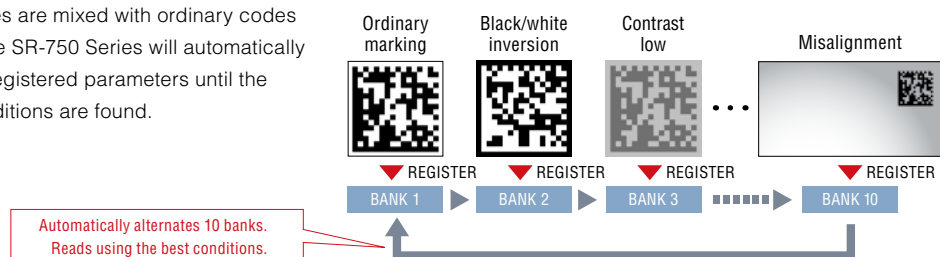 es are mixed with ordinary codes
e SR-750 Series will automatically
egistered parameters until the
ditions are found.
Ordinary
marking
Black/white
inversion
Contrast
low
Misalignment
REGISTER
REGISTER
REGISTER
REGISTER
BANK 1
BANK 2
BANK 3
BANK 10
Automatically alternates 10 banks.
Reads using the best conditions.